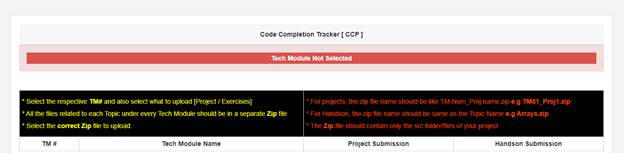 Code Completion Tracker [ CCP ]
Tech Module Not Selected
* Select the respective TM# and also select what to upload [Project / Exercises]
* All the files related to each Topic under every Tech Module should be in a separate Zip file
* Select the correct Zip file to upload.
* For projects, the zip file name should be like TM-Num_Proj name.zip e.g TM01_Proj1.zip
* For Handson, the zip file name should be same as the Topic Name e.g Arrays.zip
* The Zip file should contain only the src folder/files of your project
TM # Tech Module Name Project Submission Handson Submission